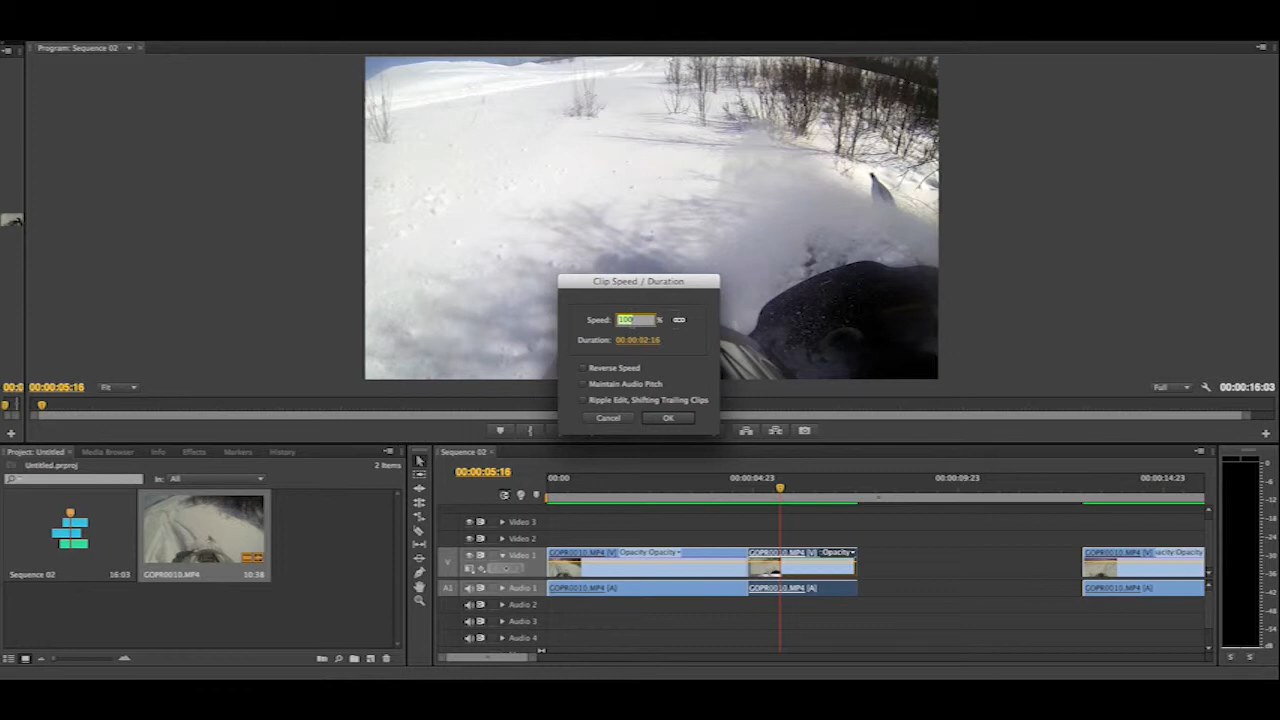 Program: Sequence 02
Clip Speed / Duration
Speed: 100 %
Duration: 00:00:02:16
Reverse Speed
Maintain Audio Pitch
Ripple Edit, Shifting Trailing Clips
Cancel OK
00:0 00:00:05:16 Fit Full 00:00:16:03
Project: Untitled Media Browser Info Effects Markers History
Untitled.prproj 2 Items
In: All
Sequence 02 16:03 GOPR0010.MP4 10:38
Sequence 02
00:00:05:16 00:00 00:00:04:23 00:00:09:23 00:00:14:23
Video 3
Video 2
Video 1 GOPR0010.MP4 [V] Opacity:Opacity GOPR0010.MP4 [V] :Opacity GOPR0010.MP4 [V]
V
A1 Audio 1 GOPR0010.MP4 [A] GOPR0010.MP4 [A] GOPR0010.MP4 [A]
Audio 2
Audio 3
Audio 4
S S